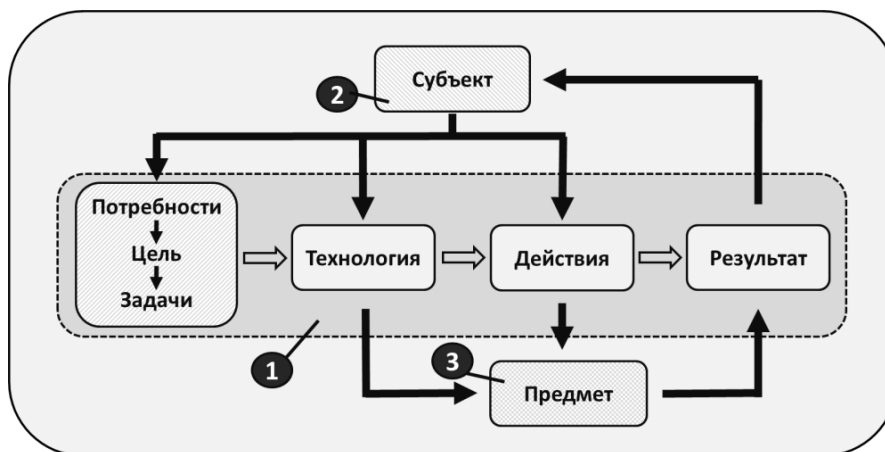 Субъект
2
Потребности
Цель
Задачи
Технология
Действия
Результат
1
3
Предмет